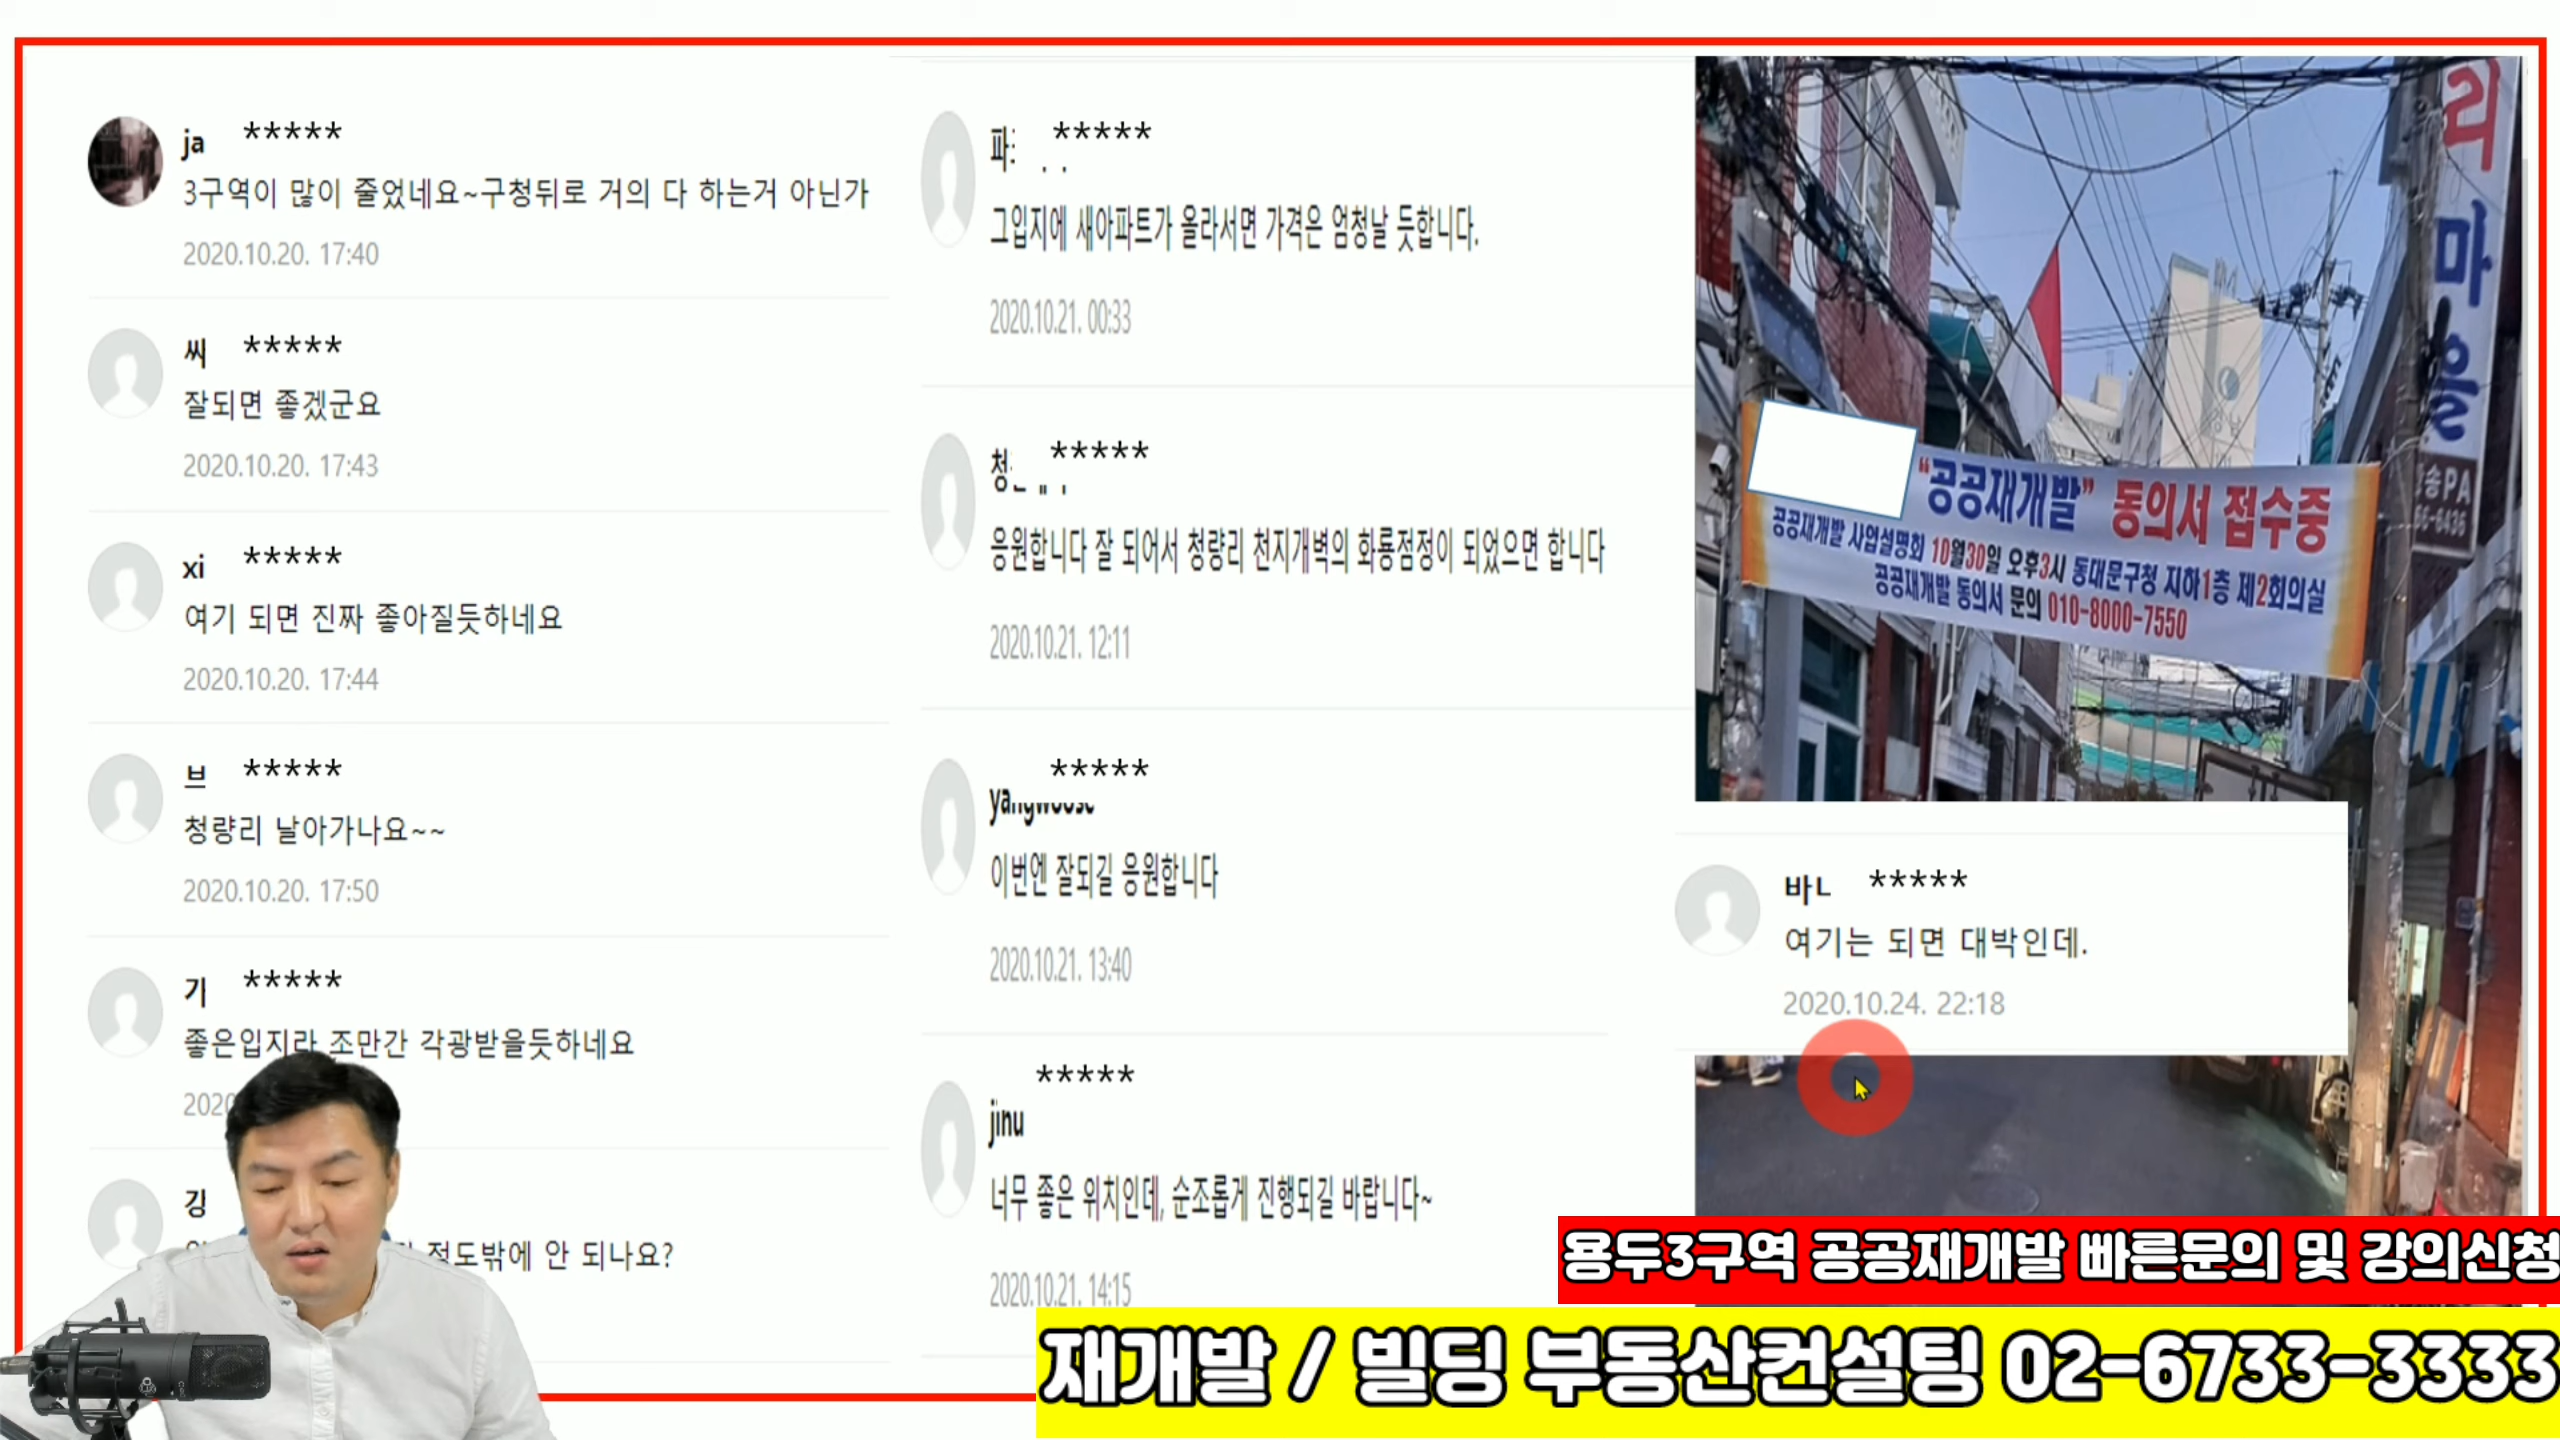 ja *****
3구역이 많이 줄었네요~구청뒤로 거의 다 하는거 아닌가
2020.10.20. 17:40
씨 *****
잘되면 좋겠군요
2020.10.20. 17:43
xi *****
여기 되면 진짜 좋아질듯하네요
2020.10.20. 17:44
브 *****
청량리 날아가나요~~
2020.10.20. 17:50
기 *****
좋은입지라 조만간 각광받을듯하네요
202
깅
정도밖에 안 되나요?
*****
그입지에 새아파트가 올라서면 가격은 엄청날 듯합니다.
2020.10.21. 00:33
*****
응원합니다 잘 되어서 청량리 천지개벽의 화룡점정이 되었으면 합니다
2020.10.21. 12:11
*****
이번엔 잘되길 응원합니다
2020.10.21. 13:40
*****
jinu
너무 좋은 위치인데, 순조롭게 진행되길 바랍니다~
2020.10.21. 14:15
리
마을
"공공재개발" 동의서 접수중
공공재개발 사업설명회 10월30일 오후3시 동대문구청 지하1층 제2회의실
공공재개발 동의서 문의 010-8000-7550
*****
여기는 되면 대박인데.
2020.10.24. 22:18
용두3구역 공공재개발 빠른문의 및 강의신청
재개발 / 빌딩 부동산컨설팅 02-6733-3333